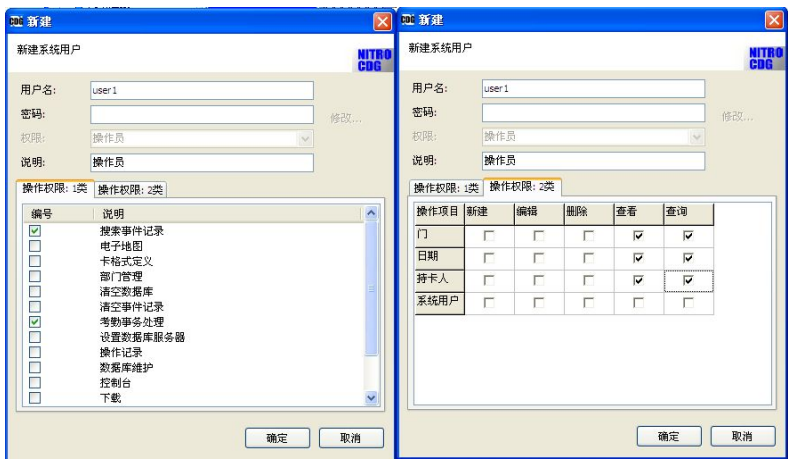 CDG 新建
新建系统用户
NITRO
CDG
用户名: user1
密码: 修改...
权限: 操作员
说明: 操作员
操作权限: 1类 操作权限: 2类
编号 说明
搜索事件记录
电子地图
卡格式定义
部门管理
清空数据库
清空事件记录
考勤事务处理
设置数据库服务器
操作记录
数据库维护
控制台
下载
确定 取消
CDG 新建
新建系统用户
NITRO
CDG
用户名: user1
密码: 修改...
权限: 操作员
说明: 操作员
操作权限: 1类 操作权限: 2类
操作项目 新建 编辑 删除 查看 查询
门
日期
持卡人
系统用户
确定 取消